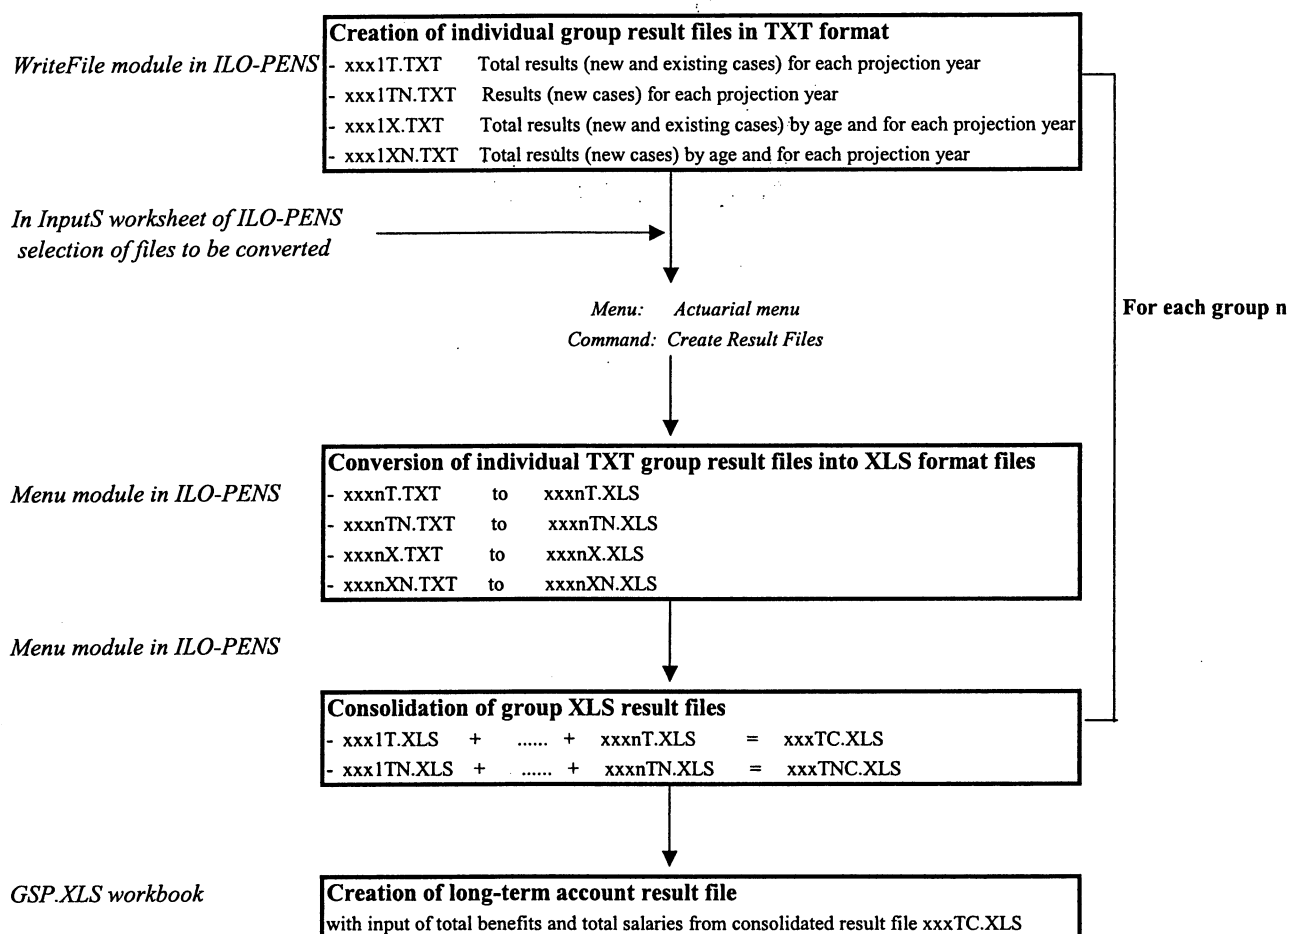 Creation of individual group result files in TXT format
WriteFile module in ILO-PENS
- xxx1T.TXT Total results (new and existing cases) for each projection year
- xxx1TN.TXT Results (new cases) for each projection year
- xxx1X.TXT Total results (new and existing cases) by age and for each projection year
- xxx1XN.TXT Total results (new cases) by age and for each projection year
In InputS worksheet of ILO-PENS
selection of files to be converted
Menu: Actuarial menu
Command: Create Result Files
For each group n
Conversion of individual TXT group result files into XLS format files
Menu module in ILO-PENS
- xxxnT.TXT to xxxnT.XLS
- xxxnTN.TXT to xxxnTN.XLS
- xxxnX.TXT to xxxnX.XLS
- xxxnXN.TXT to xxxnXN.XLS
Menu module in ILO-PENS
Consolidation of group XLS result files
- xxx1T.XLS + ...... + xxxnT.XLS = xxxTC.XLS
- xxx1TN.XLS + ...... + xxxnTN.XLS = xxxTNC.XLS
GSP.XLS workbook
Creation of long-term account result file
with input of total benefits and total salaries from consolidated result file xxxTC.XLS